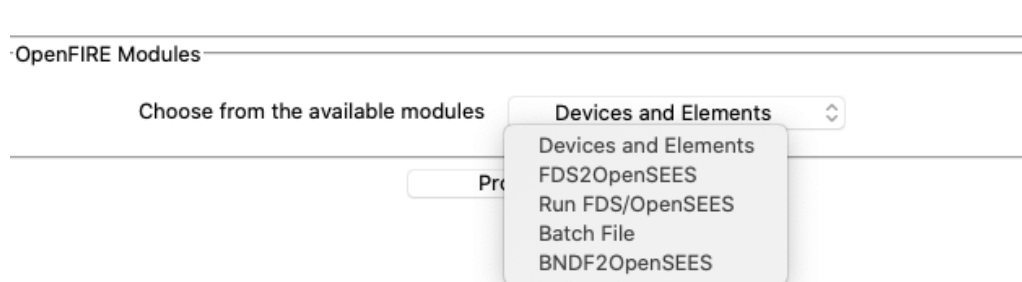 OpenFIRE Modules
Choose from the available modules
Devices and Elements
Devices and Elements
FDS2OpenSEES
Run FDS/OpenSEES
Batch File
BNDF2OpenSEES